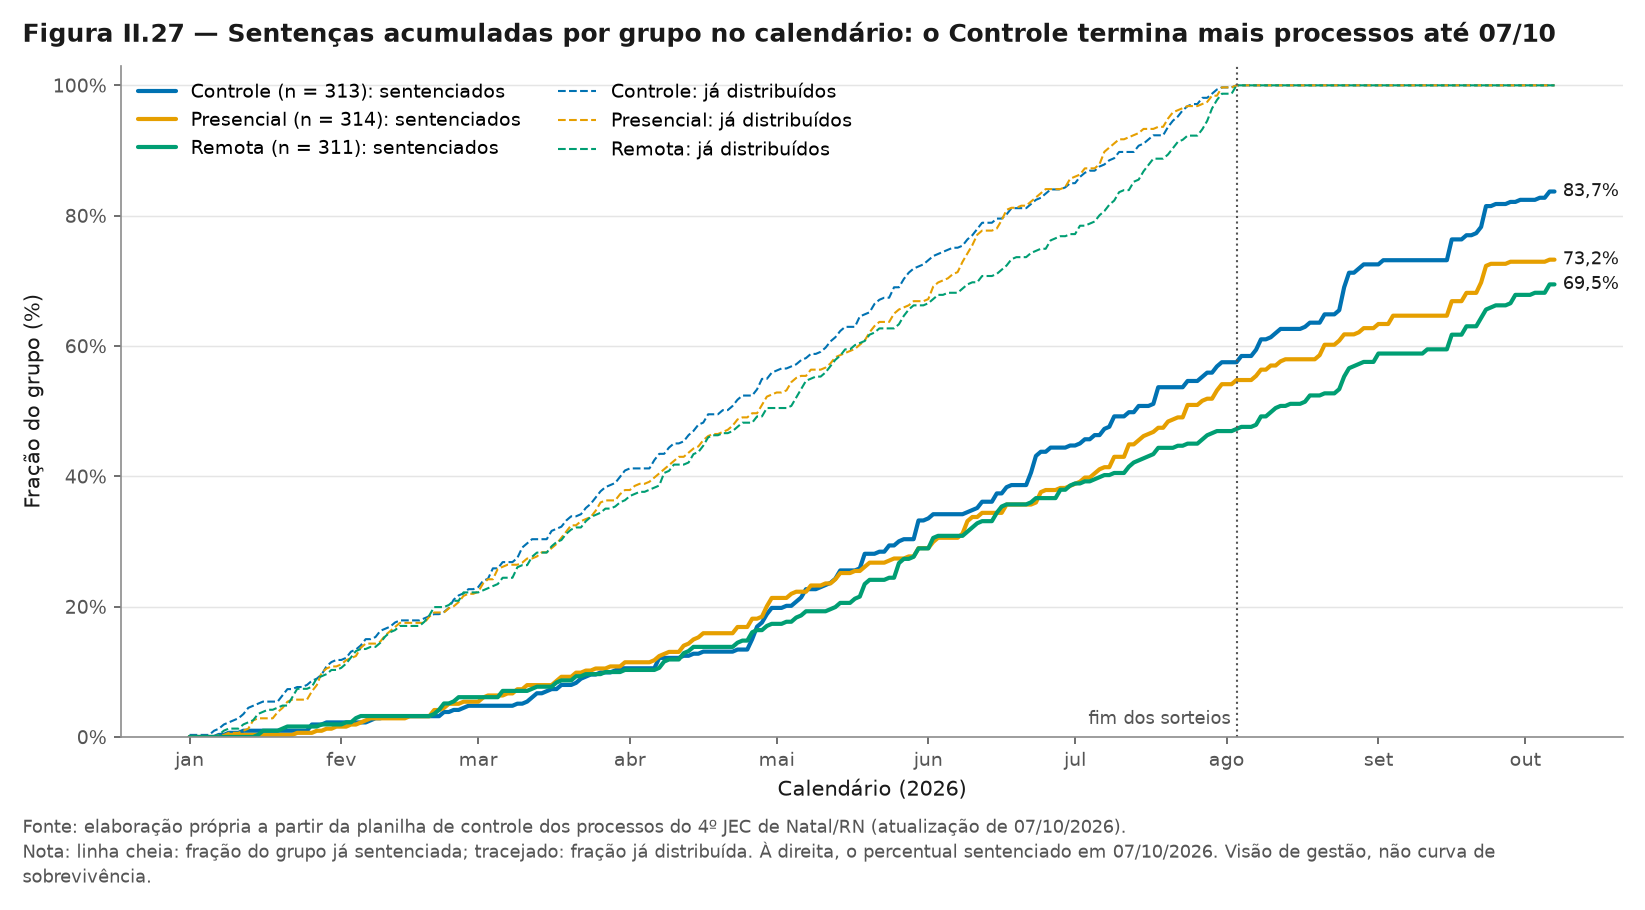 Figura II.27 — Sentenças acumuladas por grupo no calendário: o Controle termina mais processos até 07/10
Controle (n = 313): sentenciados
Presencial (n = 314): sentenciados
Remota (n = 311): sentenciados
Controle: já distribuídos
Presencial: já distribuídos
Remota: já distribuídos
Fração do grupo (%)
100%
80%
60%
40%
20%
0%
83,7%
73,2%
69,5%
fim dos sorteios
jan fev mar abr mai jun jul ago set out
Calendário (2026)
Fonte: elaboração própria a partir da planilha de controle dos processos do 4º JEC de Natal/RN (atualização de 07/10/2026).
Nota: linha cheia: fração do grupo já sentenciada; tracejado: fração já distribuída. À direita, o percentual sentenciado em 07/10/2026. Visão de gestão, não curva de
sobrevivência.